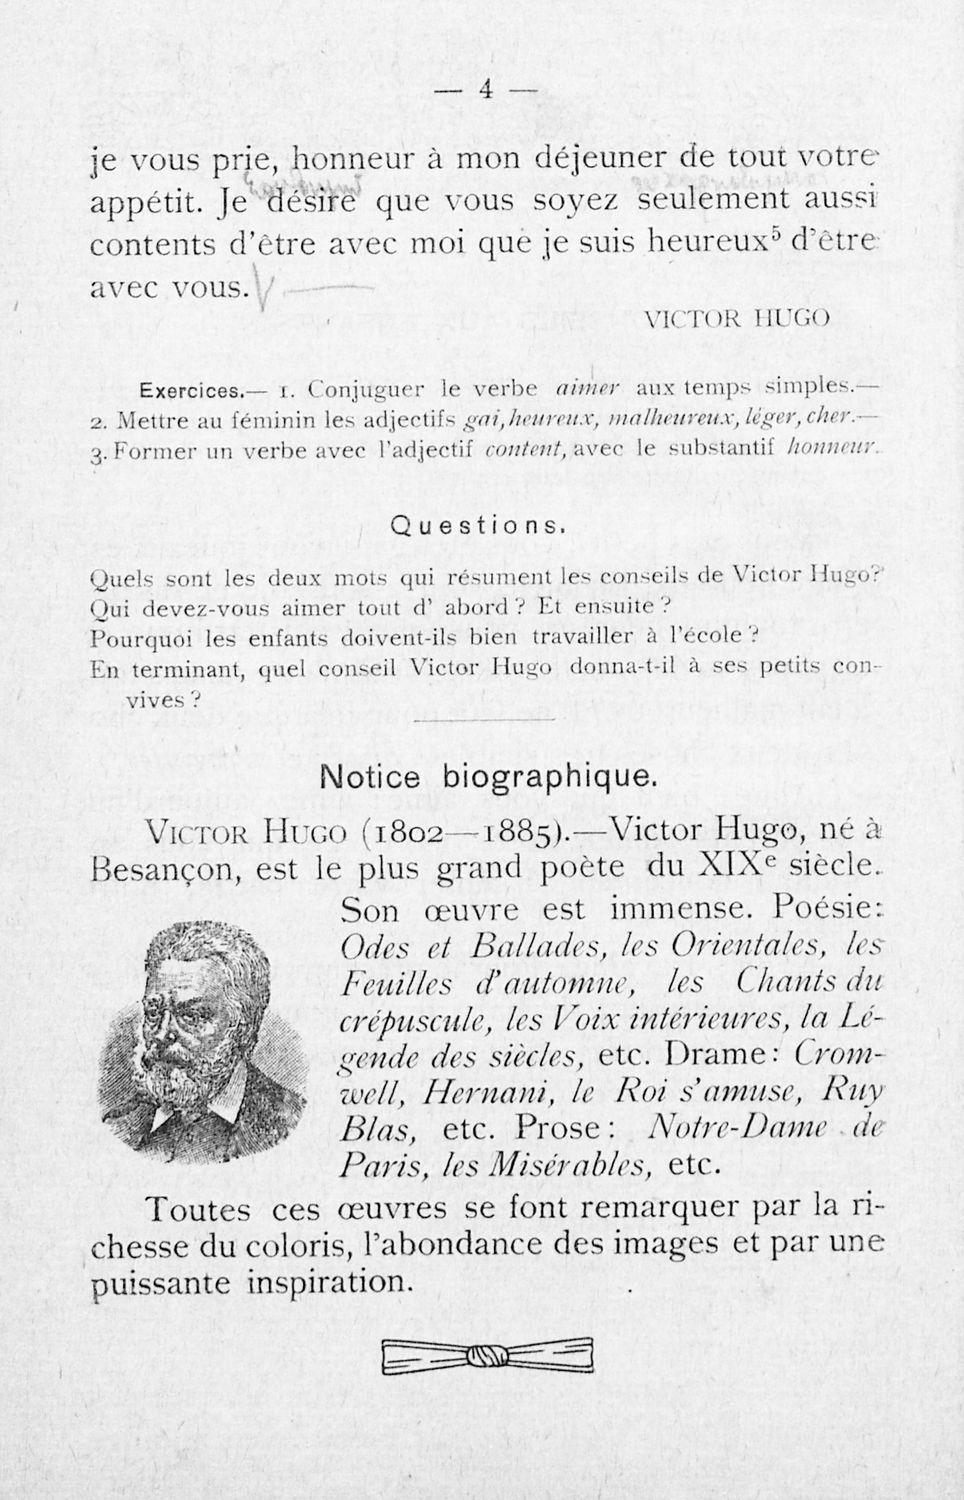 — 4 —
je vous prie, honneur à mon déjeuner de tout votre
appétit. Je désire que vous soyez seulement aussi
contents d'être avec moi que je suis heureux⁵ d'être
avec vous.
VICTOR HUGO
Exercices.— 1. Conjuguer le verbe aimer aux temps simples.—
2. Mettre au féminin les adjectifs gai, heureux, malheureux, léger, cher.—
3. Former un verbe avec l'adjectif content, avec le substantif honneur.
Questions.
Quels sont les deux mots qui résument les conseils de Victor Hugo?
Qui devez-vous aimer tout d' abord ? Et ensuite ?
Pourquoi les enfants doivent-ils bien travailler à l'école ?
En terminant, quel conseil Victor Hugo donna-t-il à ses petits con-
vives ?
Notice biographique.
VICTOR HUGO (1802—1885).—Victor Hugo, né à
Besançon, est le plus grand poète du XIXe siècle.
Son œuvre est immense. Poésie:
Odes et Ballades, les Orientales, les
Feuilles d'automne, les Chants du
crépuscule, les Voix intérieures, la Lé-
gende des siècles, etc. Drame: Crom-
well, Hernani, le Roi s'amuse, Ruy
Blas, etc. Prose : Notre-Dame de
Paris, les Misérables, etc.
Toutes ces œuvres se font remarquer par la ri-
chesse du coloris, l'abondance des images et par une
puissante inspiration.